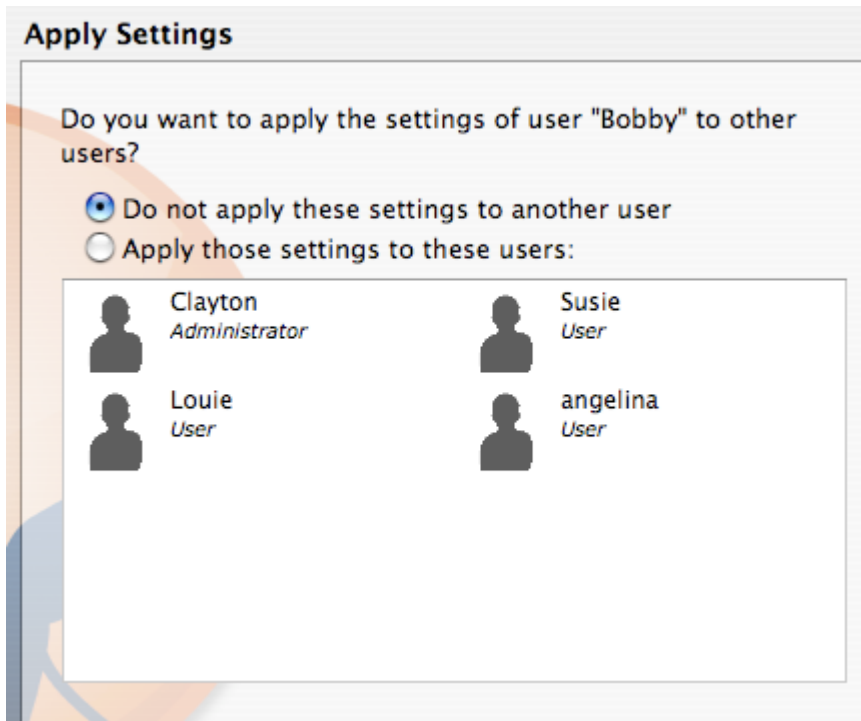 Apply Settings
Do you want to apply the settings of user "Bobby" to other
users?
Do not apply these settings to another user
Apply those settings to these users:
Clayton
Administrator
Susie
User
Louie
User
angelina
User